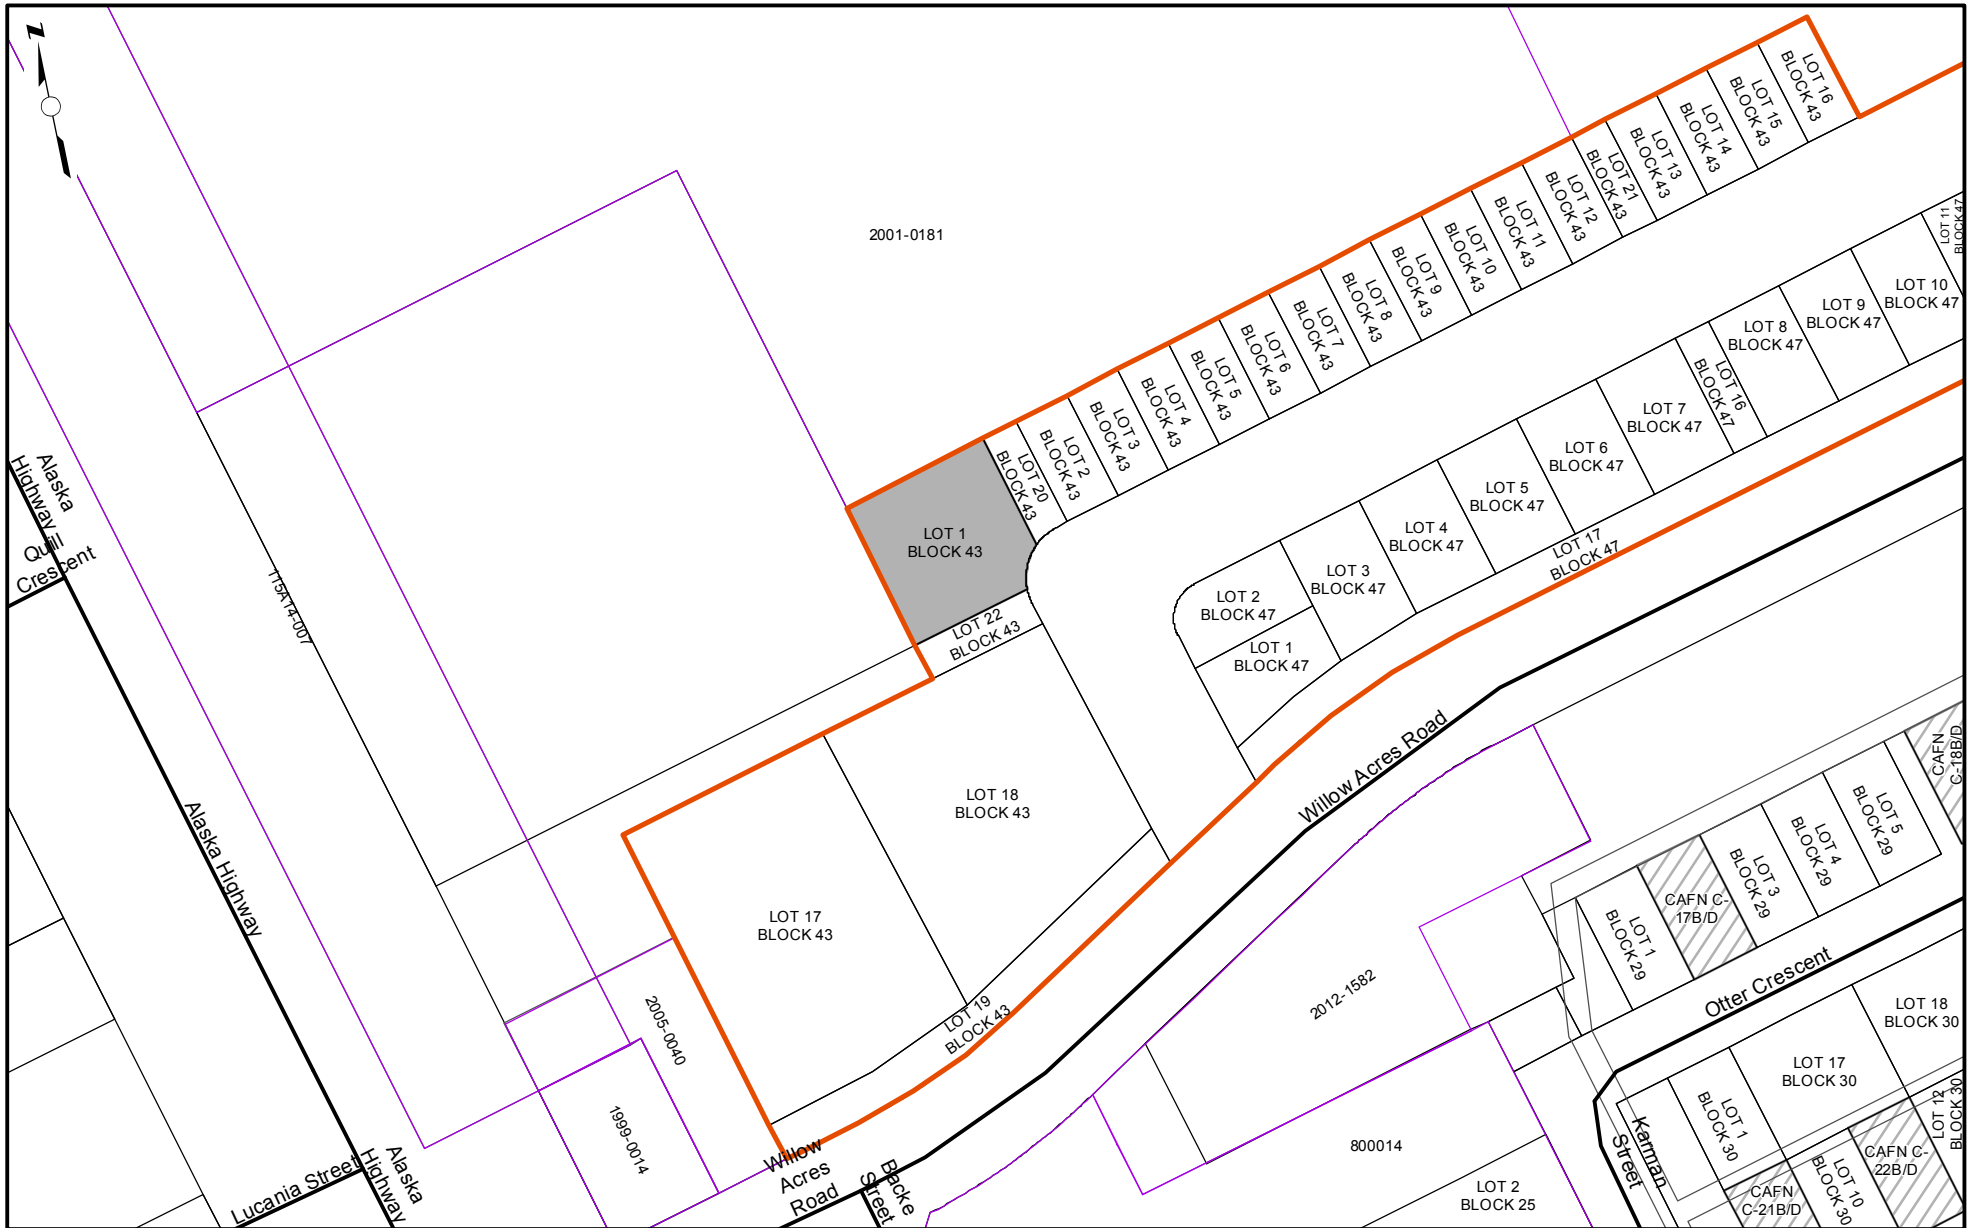 N
2001-0181
LOT 16
BLOCK 43
LOT 15
BLOCK 43
LOT 14
BLOCK 43
LOT 13
BLOCK 43
LOT 21
BLOCK 43
LOT 12
BLOCK 43
LOT 11
BLOCK 43
LOT 10
BLOCK 43
LOT 9
BLOCK 43
LOT 8
BLOCK 43
LOT 7
BLOCK 43
LOT 6
BLOCK 43
LOT 5
BLOCK 43
LOT 4
BLOCK 43
LOT 3
BLOCK 43
LOT 2
BLOCK 43
LOT 20
BLOCK 43
LOT 1
BLOCK 43
LOT 22
BLOCK 43
LOT 11
BLOCK 47
LOT 10
BLOCK 47
LOT 9
BLOCK 47
LOT 8
BLOCK 47
LOT 16
BLOCK 47
LOT 7
BLOCK 47
LOT 6
BLOCK 47
LOT 5
BLOCK 47
LOT 4
BLOCK 47
LOT 3
BLOCK 47
LOT 2
BLOCK 47
LOT 1
BLOCK 47
LOT 17
BLOCK 47
Alaska
Highway
Quill
Crescent
115A14-007
Alaska Highway
LOT 18
BLOCK 43
LOT 17
BLOCK 43
LOT 19
BLOCK 43
Willow Acres Road
2005-0040
1999-0014
Lucania Street
Alaska
Highway
Willow
Acres
Road
Backe
Street
2012-1582
800014
LOT 2
BLOCK 25
CAFN
C-18B/D
LOT 5
BLOCK 29
LOT 4
BLOCK 29
LOT 3
BLOCK 29
CAFN C-
17B/D
LOT 1
BLOCK 29
Otter Crescent
LOT 18
BLOCK 30
LOT 17
BLOCK 30
LOT 1
BLOCK 30
LOT 12
BLOCK 30
CAFN C-
22B/D
LOT 10
BLOCK 30
CAFN
C-21B/D
Karman
Street